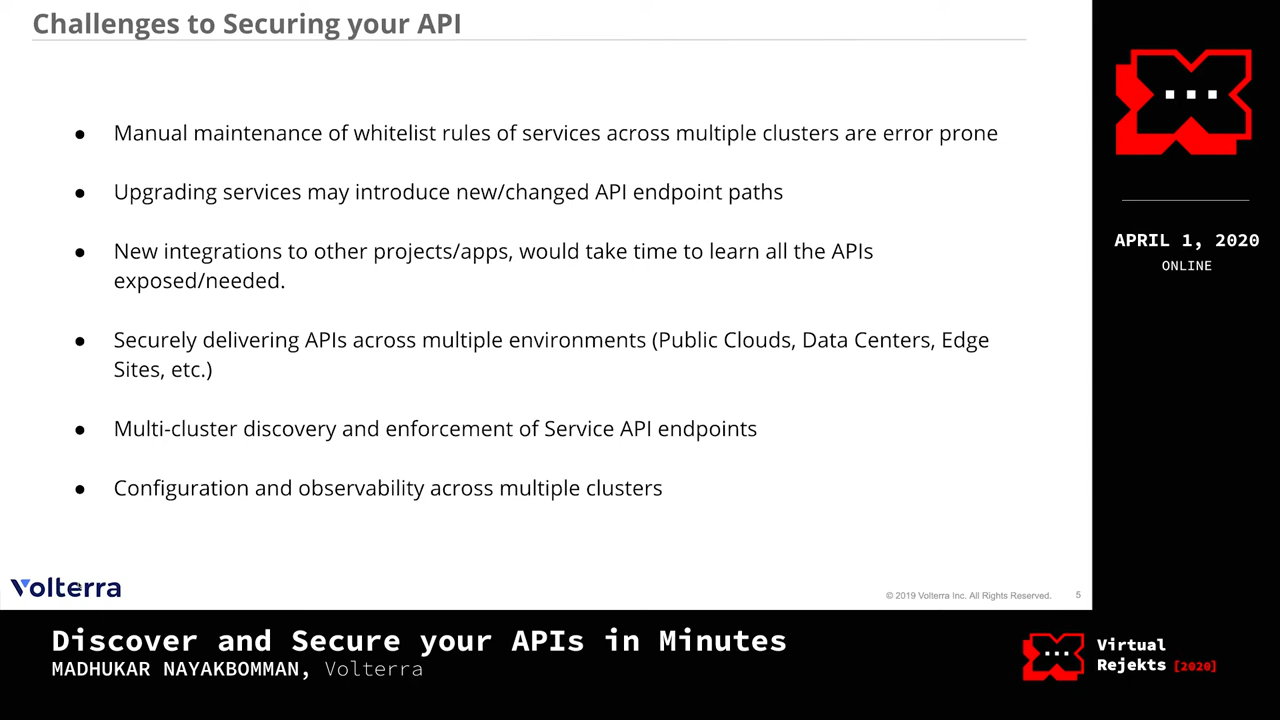 Challenges to Securing your API
● Manual maintenance of whitelist rules of services across multiple clusters are error prone
● Upgrading services may introduce new/changed API endpoint paths
● New integrations to other projects/apps, would take time to learn all the APIs
exposed/needed.
● Securely delivering APIs across multiple environments (Public Clouds, Data Centers, Edge
Sites, etc.)
● Multi-cluster discovery and enforcement of Service API endpoints
● Configuration and observability across multiple clusters
Volterra
© 2019 Volterra Inc. All Rights Reserved.
5
APRIL 1, 2020
ONLINE
Discover and Secure your APIs in Minutes
MADHUKAR NAYAKBOMMAN, Volterra
Virtual
Rejekts [2020]